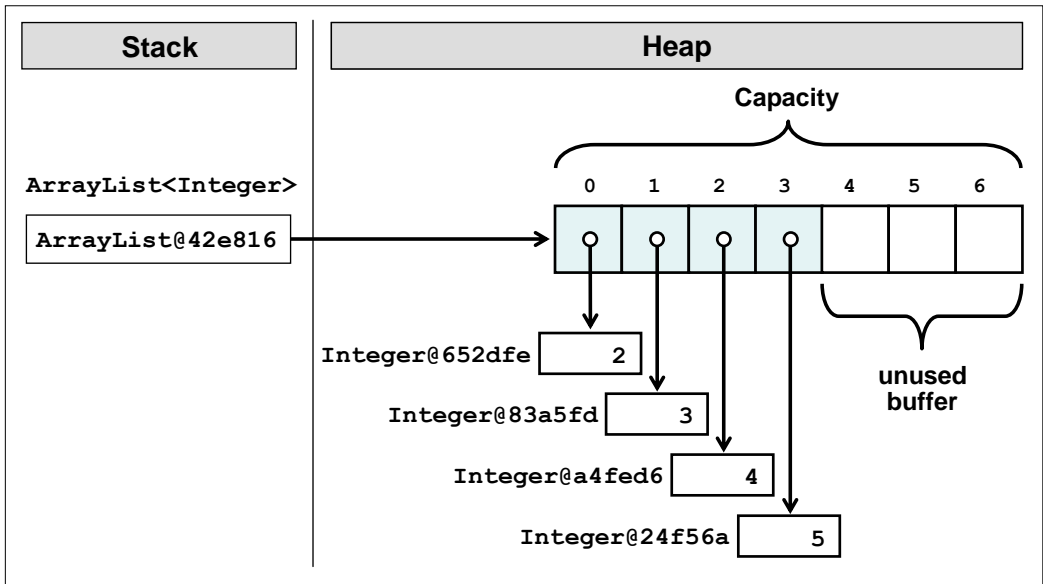 Stack
Heap
Capacity
ArrayList<Integer>
0 1 2 3 4 5 6
ArrayList@42e816
Integer@652dfe 2
unused
buffer
Integer@83a5fd 3
Integer@a4fed6 4
Integer@24f56a 5